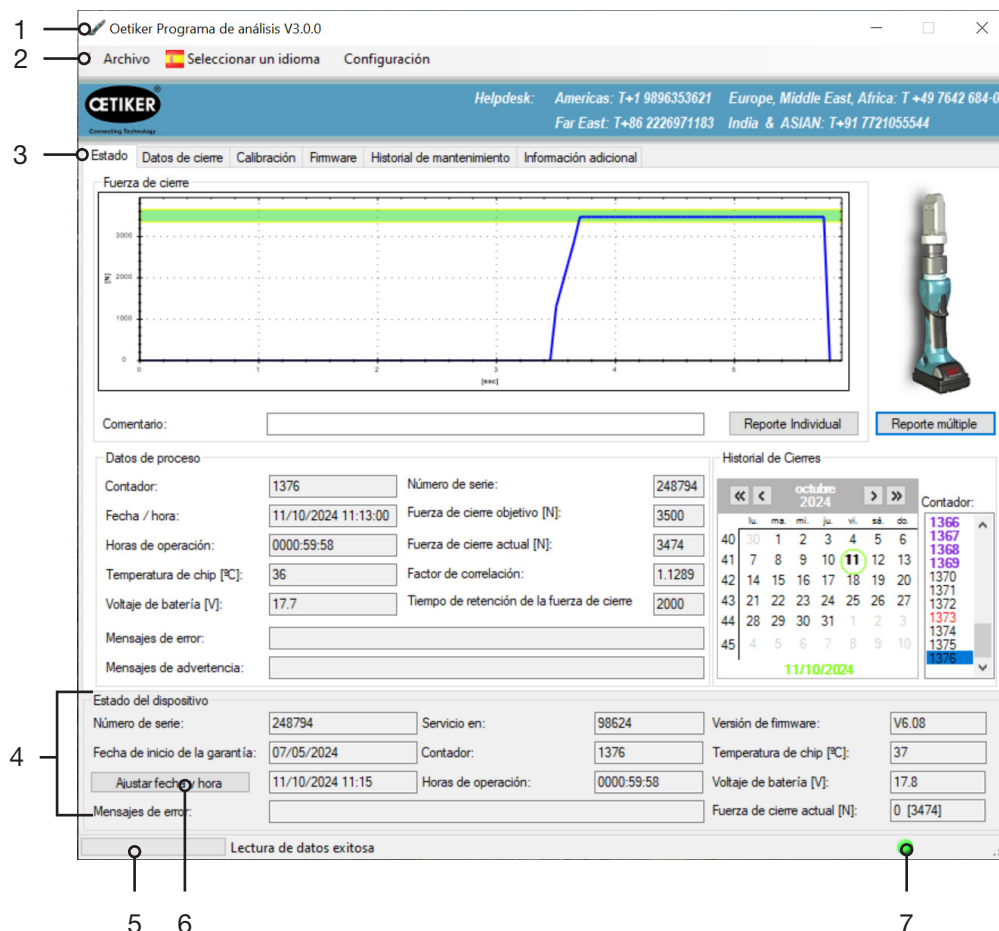 1
Oetiker Programa de análisis V3.0.0
2
Archivo Seleccionar un idioma Configuración
ŒTIKER ®
Connecting Technology
Helpdesk: Americas: T+1 9896353621 Europe, Middle East, Africa: T +49 7642 684-0
Far East: T+86 2226971183 India & ASIAN: T+91 7721055544
3
Estado Datos de cierre Calibración Firmware Historial de mantenimiento Información adicional
Fuerza de cierre
3000
2000
1000
0
[N]
0 1 2 3 4 5
[sec]
Comentario: Reporte Individual Reporte múltiple
Datos de proceso
Contador: 1376 Número de serie: 248794
Fecha / hora: 11/10/2024 11:13:00 Fuerza de cierre objetivo [N]: 3500
Horas de operación: 0000:59:58 Fuerza de cierre actual [N]: 3474
Temperatura de chip [ºC]: 36 Factor de correlación: 1.1289
Voltaje de batería [V]: 17.7 Tiempo de retención de la fuerza de cierre 2000
Mensajes de error:
Mensajes de advertencia:
Historial de Cierres
« < octubre > »
2024
lu. ma. mi. ju. vi. sá. do.
40 30 1 2 3 4 5 6
41 7 8 9 10 11 12 13
42 14 15 16 17 18 19 20
43 21 22 23 24 25 26 27
44 28 29 30 31 1 2 3
45 4 5 6 7 8 9 10
11/10/2024
Contador:
1366
1367
1368
1369
1370
1371
1372
1373
1374
1375
1376
4
Estado del dispositivo
Número de serie: 248794 Servicio en: 98624 Versión de firmware: V6.08
Fecha de inicio de la garantía: 07/05/2024 Contador: 1376 Temperatura de chip [ºC]: 37
Ajustar fecha y hora 11/10/2024 11:15 Horas de operación: 0000:59:58 Voltaje de batería [V]: 17.8
Mensajes de error: Fuerza de cierre actual [N]: 0 [3474]
Lectura de datos exitosa
5 6 7